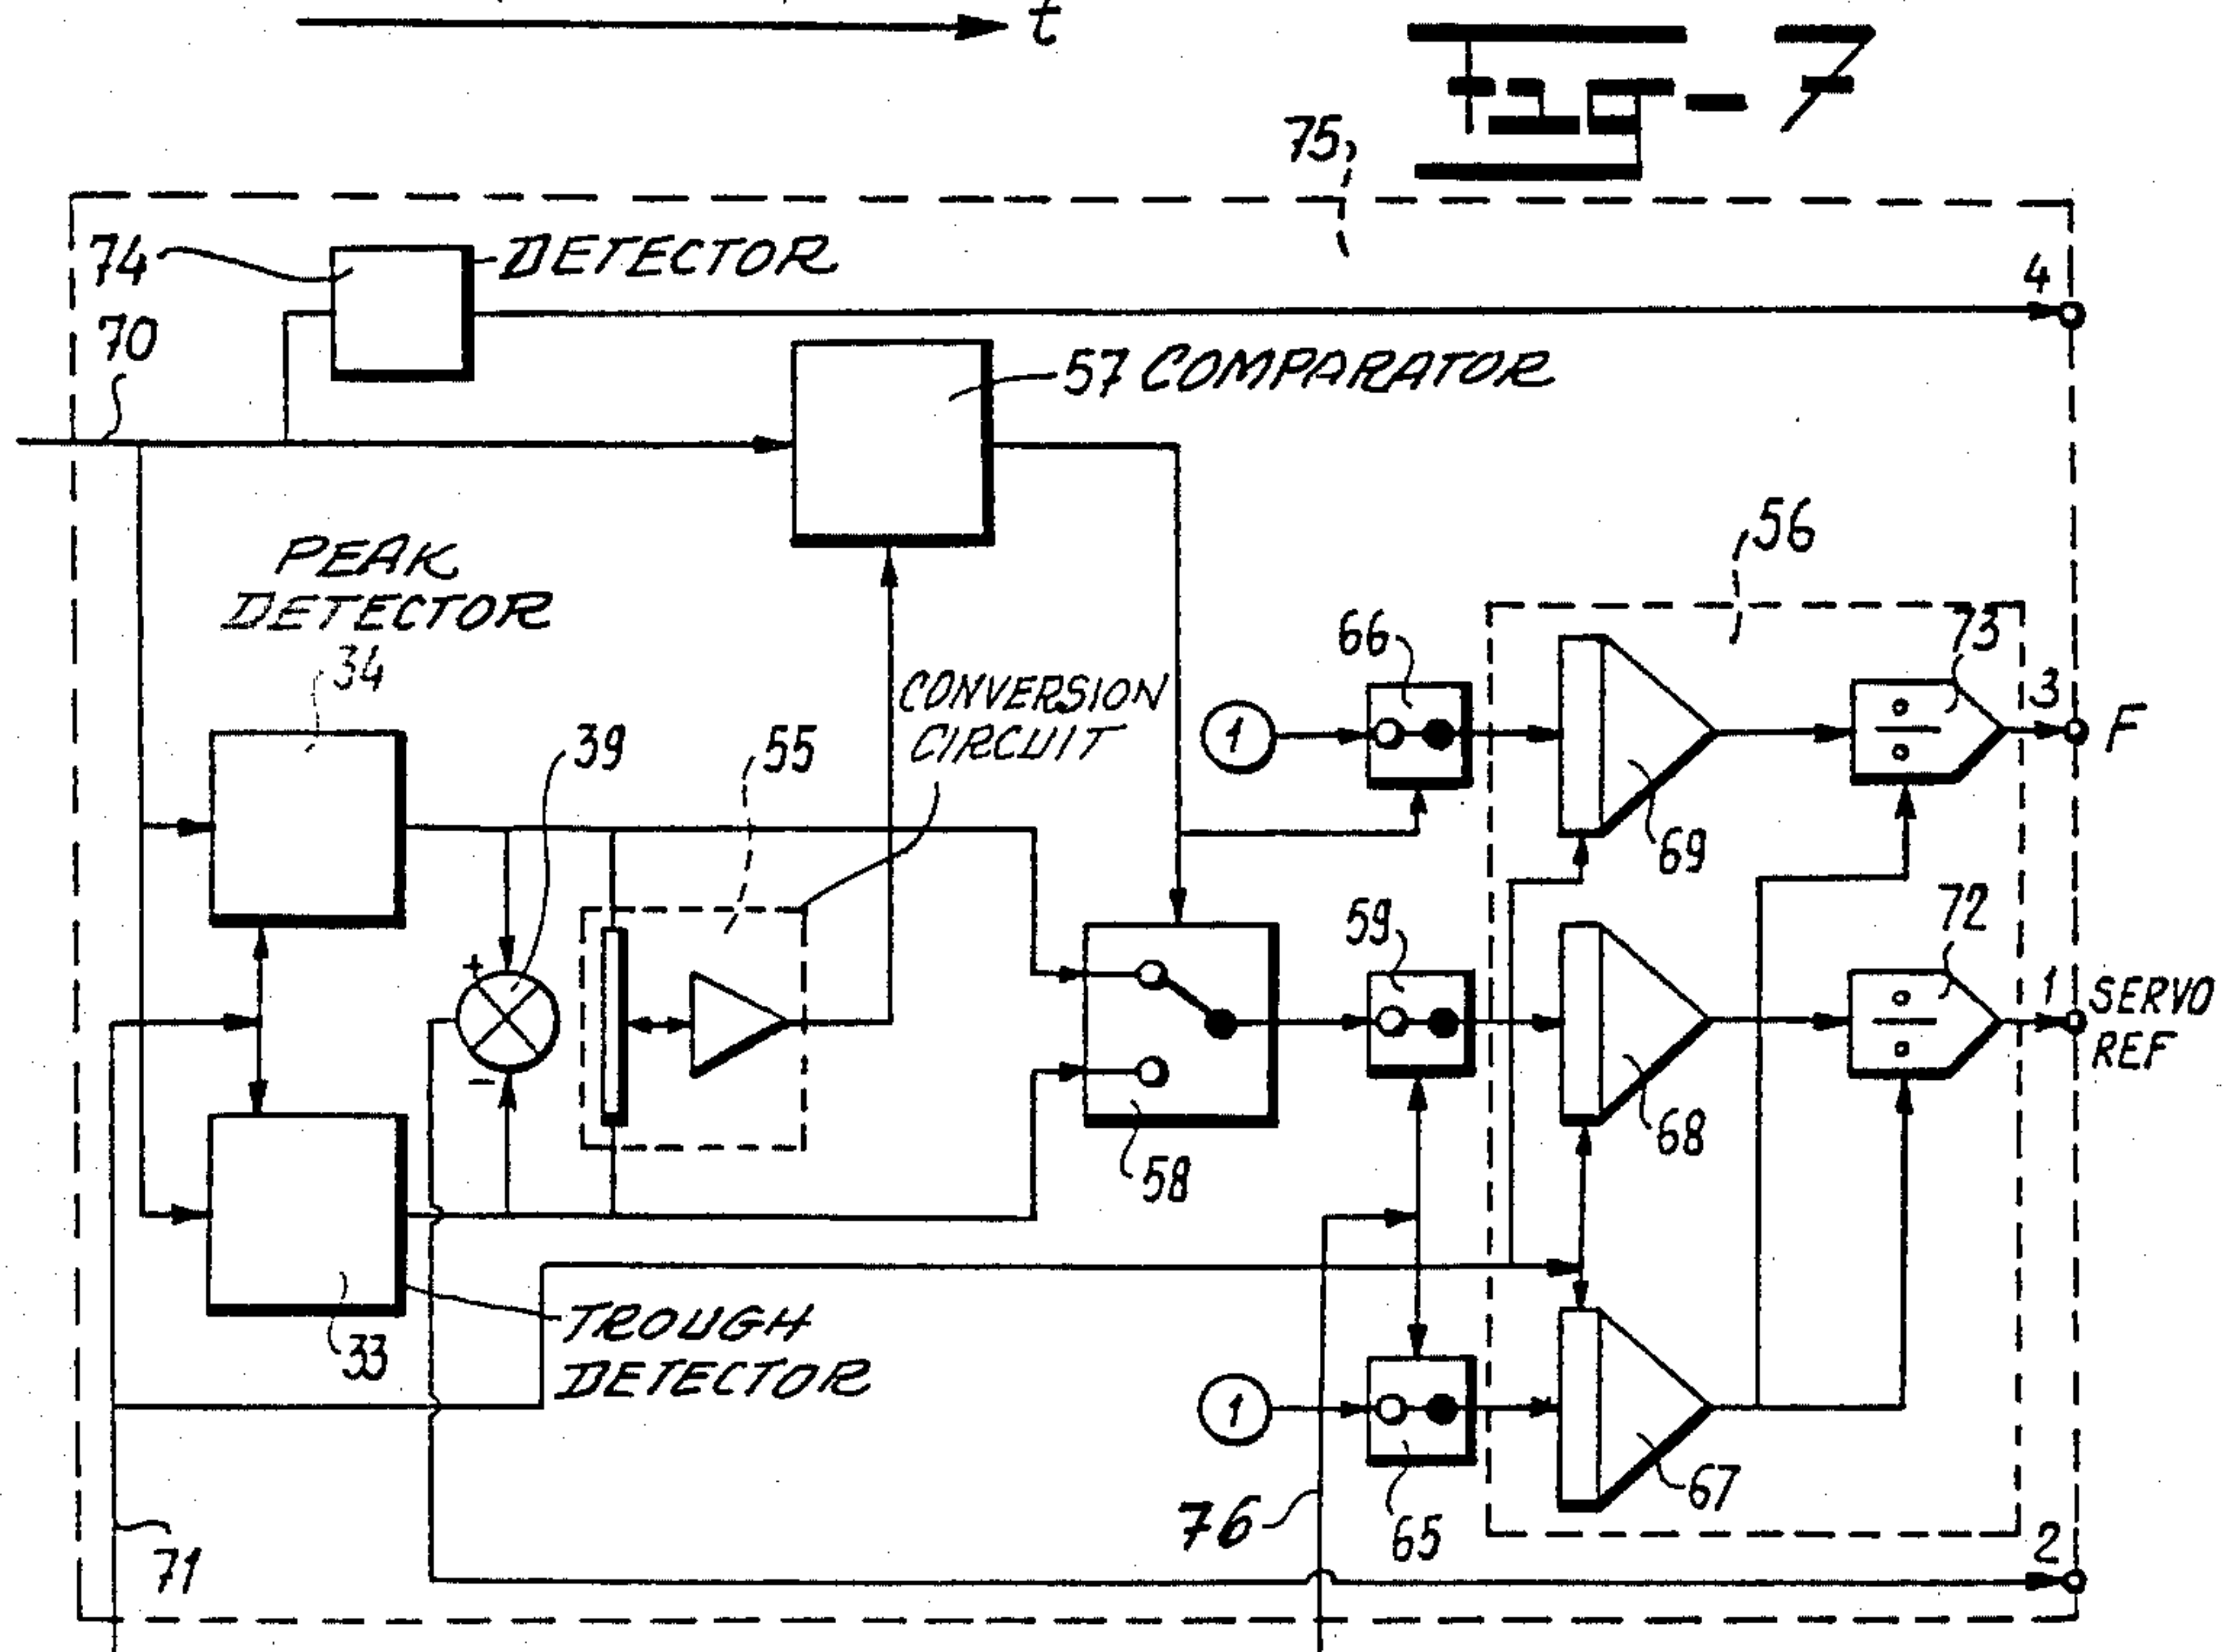 t
Fig-7
75
74
DETECTOR
4
70
57 COMPARATOR
56
PEAK
DETECTOR
34
66
73
3
F
CONVERSION
CIRCUIT
39
55
1
69
59
72
1
SERVO
REF
+
-
58
68
TROUGH
DETECTOR
33
1
67
76
65
2
71